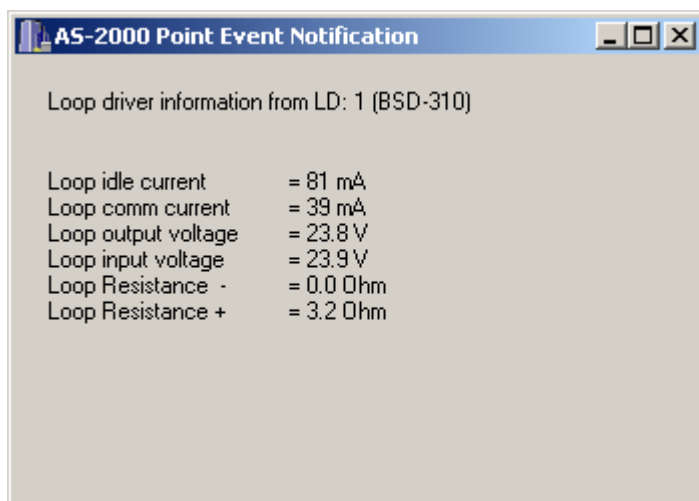 AS-2000 Point Event Notification
Loop driver information from LD: 1 (BSD-310)
Loop idle current = 81 mA
Loop comm current = 39 mA
Loop output voltage = 23.8 V
Loop input voltage = 23.9 V
Loop Resistance - = 0.0 Ohm
Loop Resistance + = 3.2 Ohm